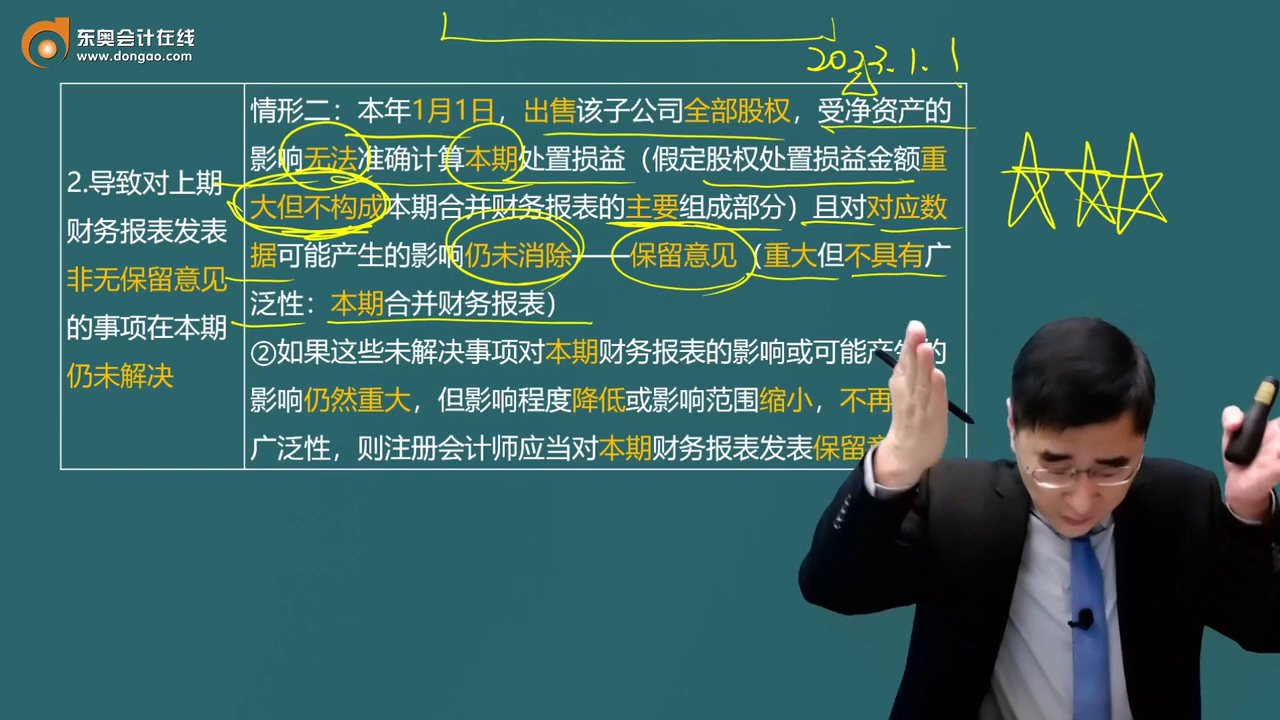 东奥会计在线
www.dongao.com
2023.1.1
2.导致对上期
财务报表发表
非无保留意见
的事项在本期
仍未解决
情形二：本年1月1日，出售该子公司全部股权，受净资产的
影响无法准确计算本期处置损益（假定股权处置损益金额重
大但不构成本期合并财务报表的主要组成部分）且对对应数
据可能产生的影响仍未消除——保留意见（重大但不具有广
泛性：本期合并财务报表）
②如果这些未解决事项对本期财务报表的影响或可能产生的
影响仍然重大，但影响程度降低或影响范围缩小，不再
广泛性，则注册会计师应当对本期财务报表发表保留意